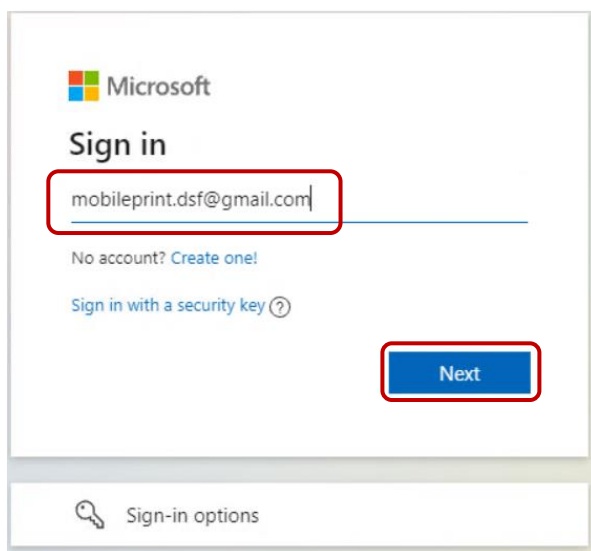 Microsoft
Sign in
mobileprint.dsf@gmail.com
No account? Create one!
Sign in with a security key ?
Next
Sign-in options